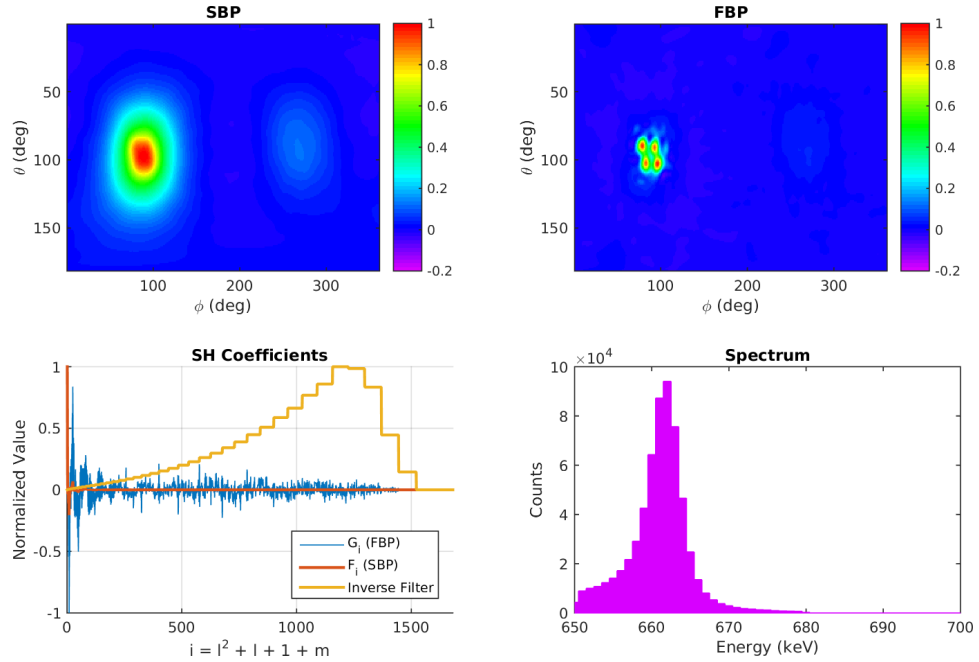 SBP
50
100
150
θ (deg)
100 200 300
ϕ (deg)
1
0.8
0.6
0.4
0.2
0
-0.2
FBP
50
100
150
θ (deg)
100 200 300
ϕ (deg)
1
0.8
0.6
0.4
0.2
0
-0.2
SH Coefficients
1
0.5
0
-0.5
-1
Normalized Value
G_i (FBP)
F_i (SBP)
Inverse Filter
0 500 1000 1500
i = l² + l + 1 + m
Spectrum
×10⁴
10
8
6
4
2
0
Counts
650 660 670 680 690 700
Energy (keV)